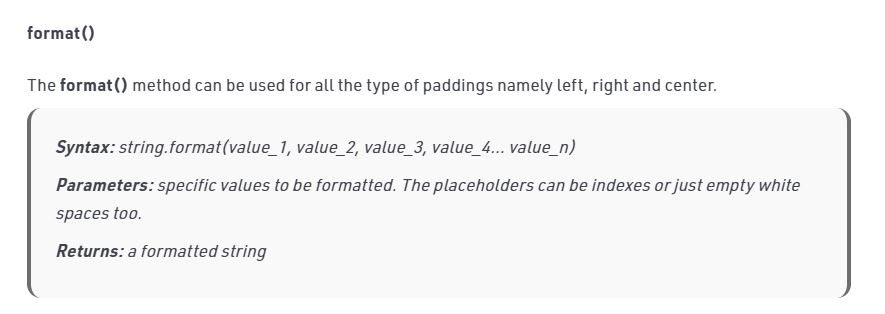 format()
The format() method can be used for all the type of paddings namely left, right and center.
Syntax: string.format(value_1, value_2, value_3, value_4... value_n)
Parameters: specific values to be formatted. The placeholders can be indexes or just empty white
spaces too.
Returns: a formatted string